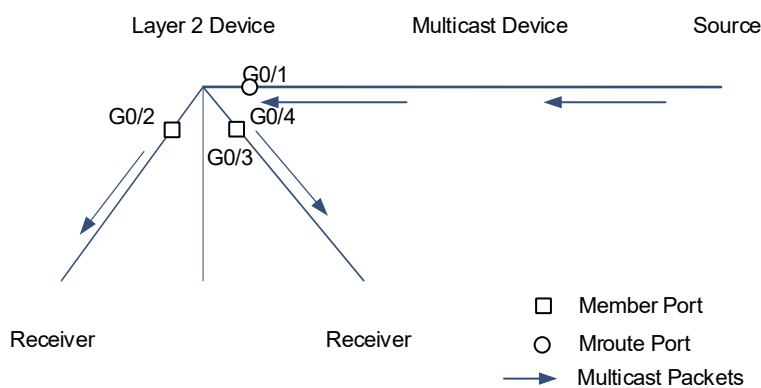 Layer 2 Device
Multicast Device
Source
G0/1
G0/2
G0/4
G0/3
Receiver
Receiver
Member Port
Mroute Port
Multicast Packets